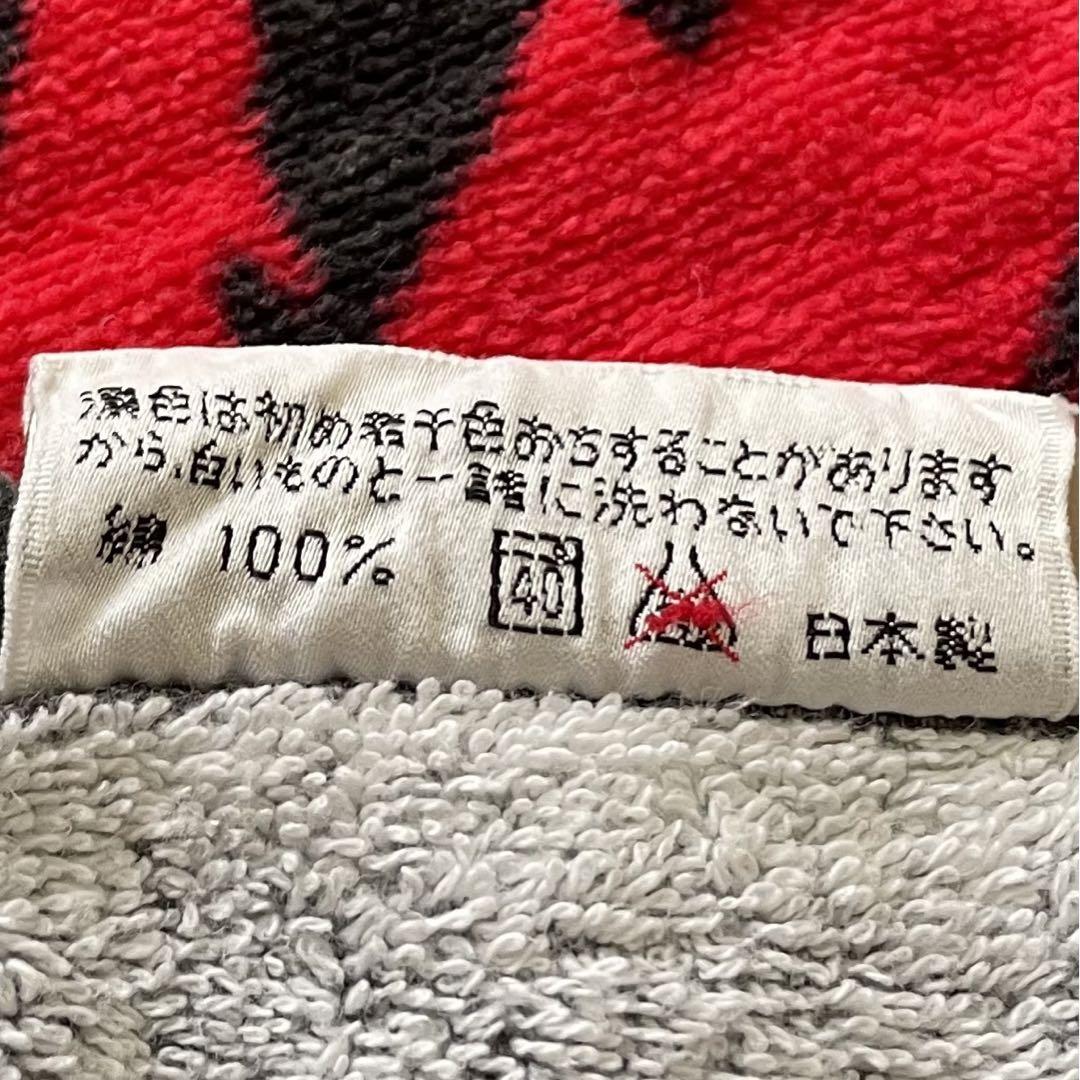 濃色は初め若干色おちすることがあります
から、白いものと一諸に洗わないで下さい。
綿 100% 40 日本製